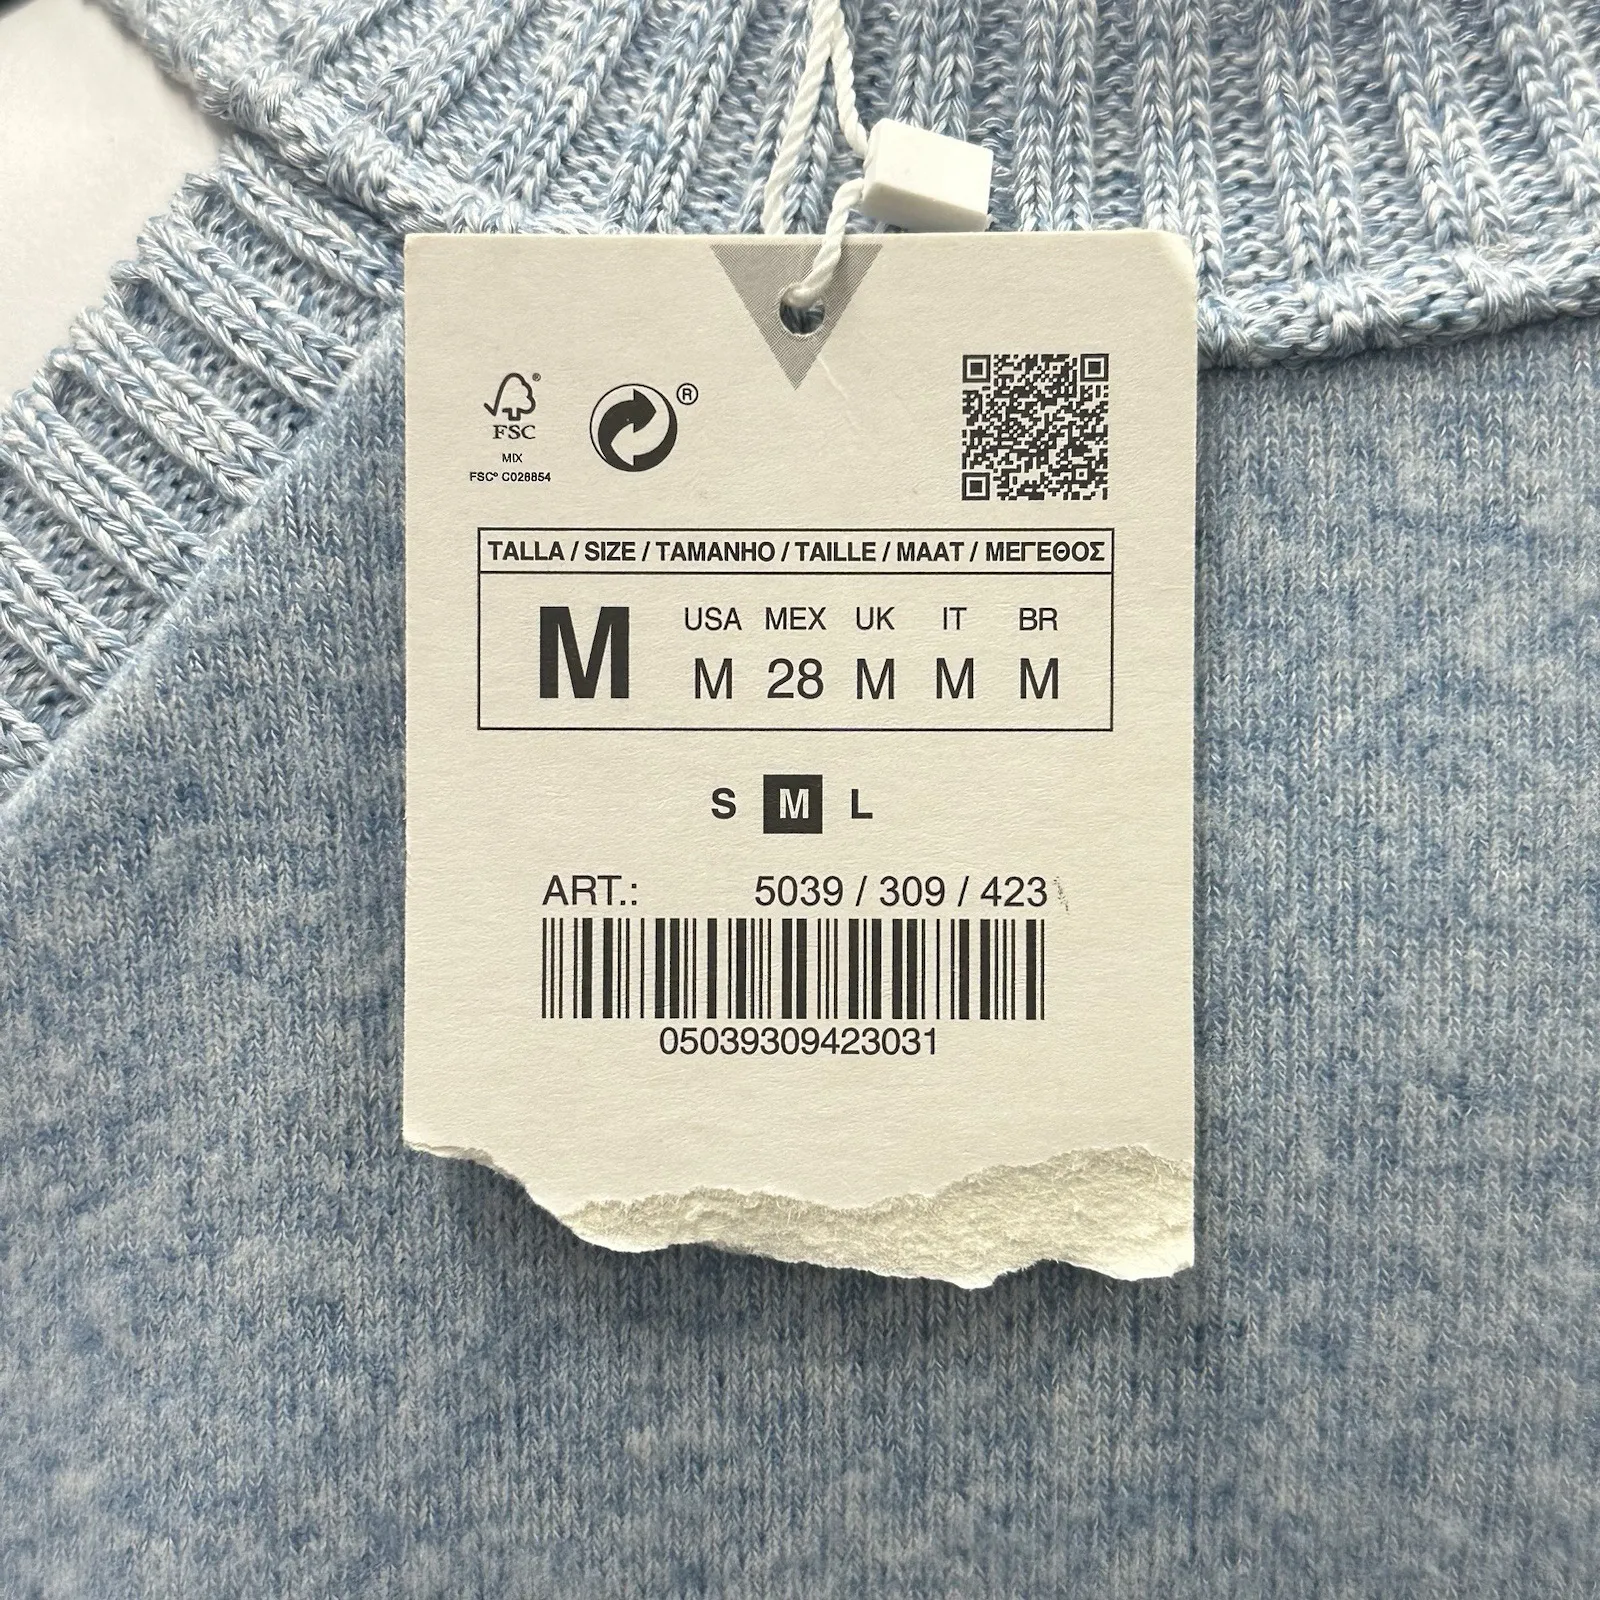 FSC
MIX
FSC® C028854
®
TALLA / SIZE / TAMANHO / TAILLE / MAAT / ΜΕΓΕΘΟΣ
M
USA MEX UK IT BR
M 28 M M M
S M L
ART.: 5039 / 309 / 423
05039309423031